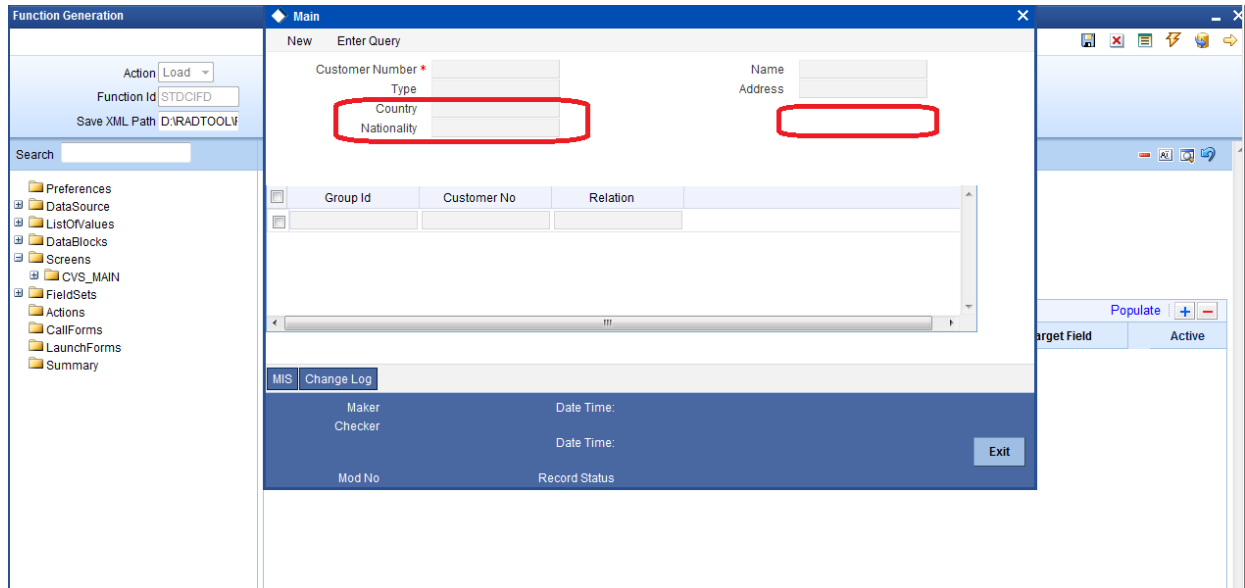 Function Generation
Main
New Enter Query
Action Load
Function Id STDCIFD
Save XML Path D:\RADTOOL\
Customer Number *
Name
Type
Address
Country
Nationality
Search
Preferences
DataSource
ListOfValues
DataBlocks
Screens
CVS_MAIN
FieldSets
Actions
CallForms
LaunchForms
Summary
Group Id Customer No Relation
Populate
arget Field Active
MIS Change Log
Maker Date Time:
Checker
Date Time:
Exit
Mod No Record Status